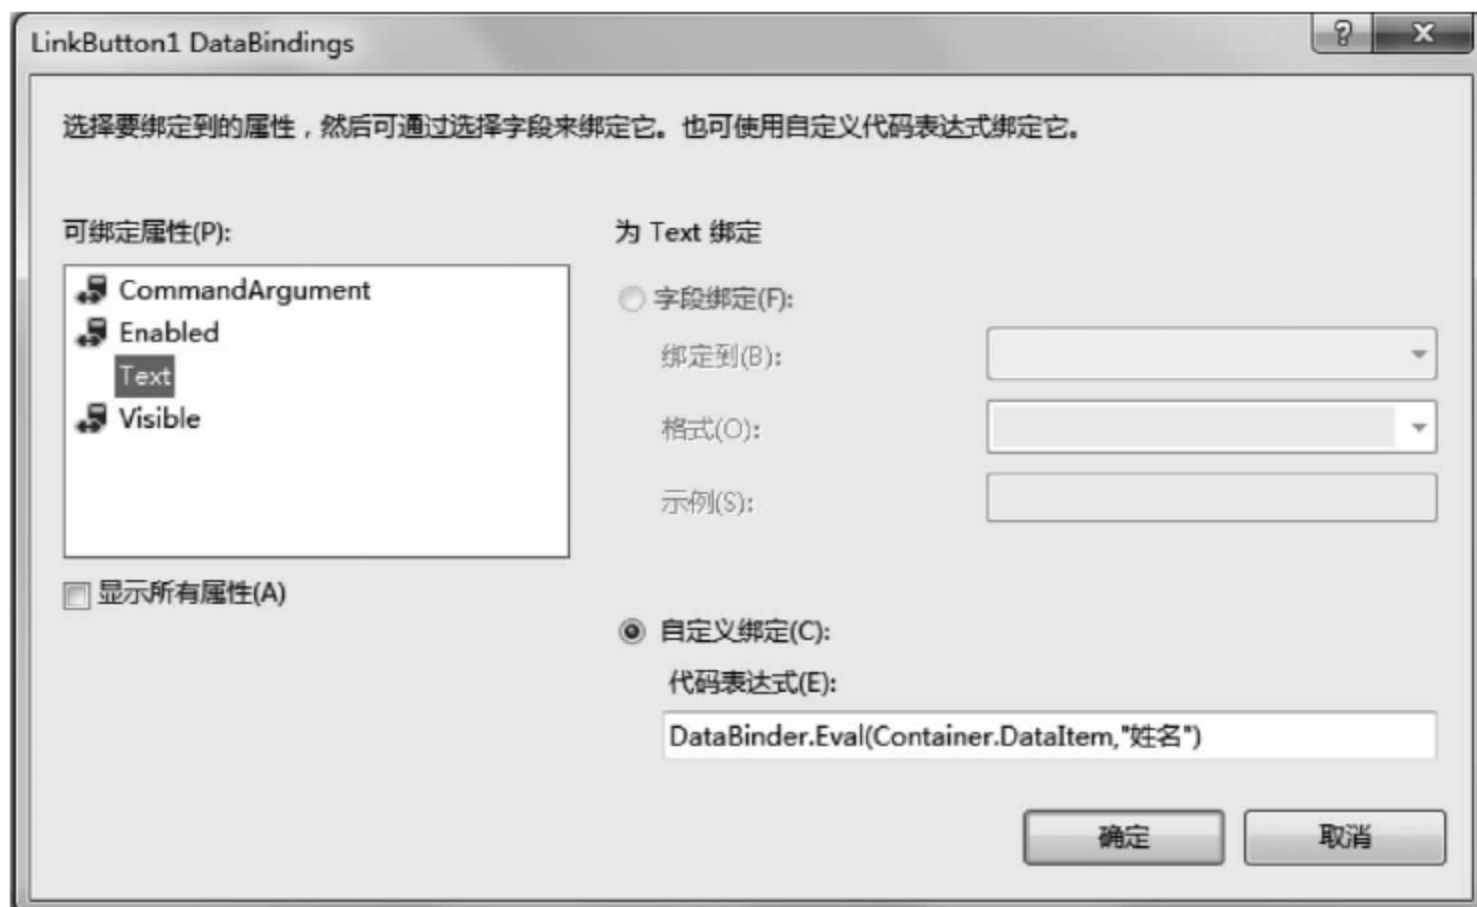 LinkButton1 DataBindings
选择要绑定到的属性，然后可通过选择字段来绑定它。也可使用自定义代码表达式绑定它。
可绑定属性(P):
CommandArgument
Enabled
Text
Visible
显示所有属性(A)
为 Text 绑定
字段绑定(F):
绑定到(B):
格式(O):
示例(S):
自定义绑定(C):
代码表达式(E):
DataBinder.Eval(Container.DataItem,"姓名")
确定
取消